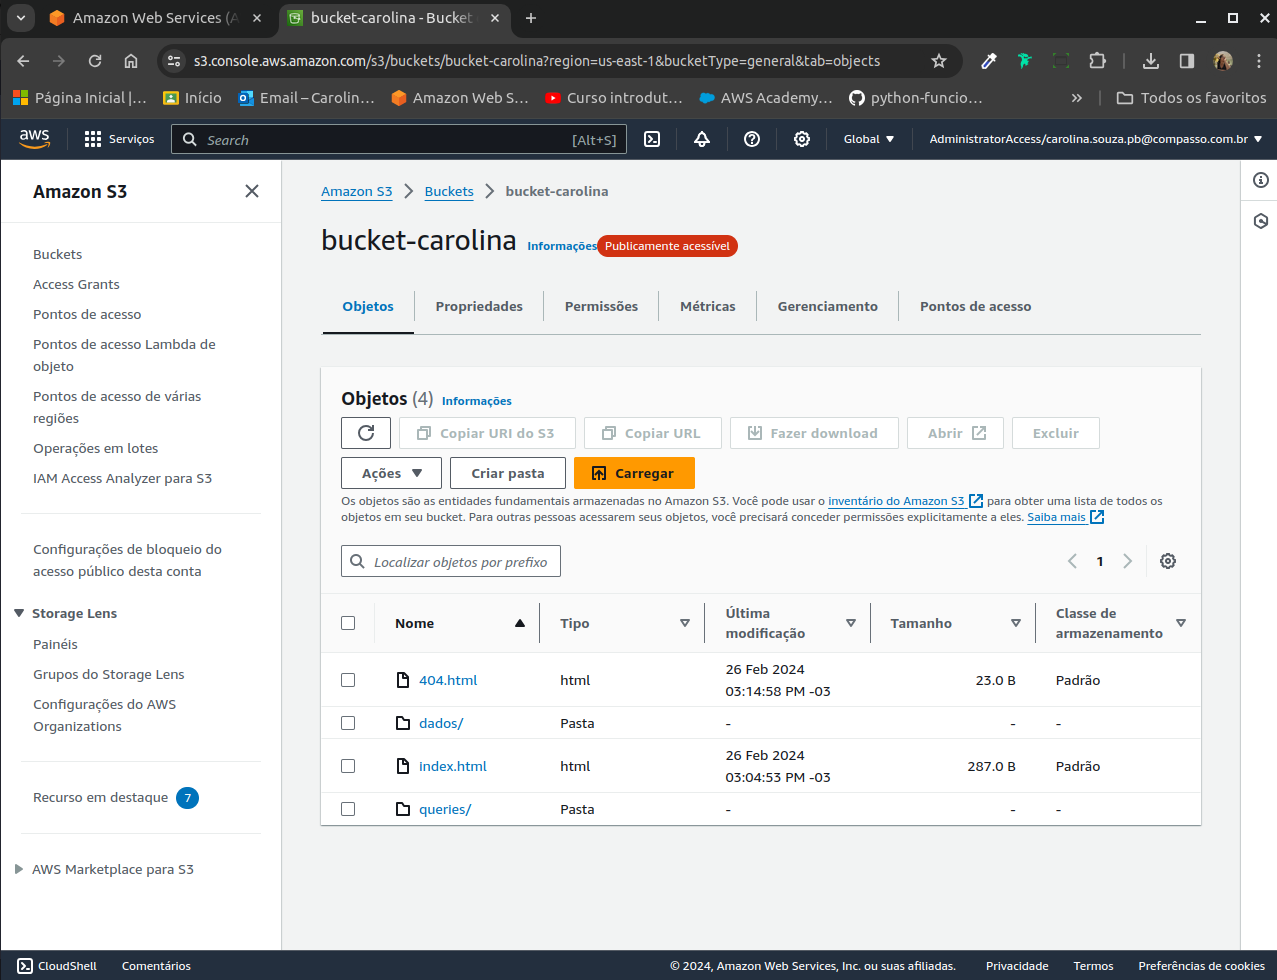 Amazon Web Services (A
bucket-carolina - Bucket
s3.console.aws.amazon.com/s3/buckets/bucket-carolina?region=us-east-1&bucketType=general&tab=objects
Página Inicial |... Início Email – Carolin... Amazon Web S... Curso introdut... AWS Academy... python-funcio... » Todos os favoritos
aws Serviços Search [Alt+S] Global AdministratorAccess/carolina.souza.pb@compasso.com.br
Amazon S3
Buckets
Access Grants
Pontos de acesso
Pontos de acesso Lambda de
objeto
Pontos de acesso de várias
regiões
Operações em lotes
IAM Access Analyzer para S3
Configurações de bloqueio do
acesso público desta conta
Storage Lens
Painéis
Grupos do Storage Lens
Configurações do AWS
Organizations
Recurso em destaque 7
AWS Marketplace para S3
Amazon S3 Buckets bucket-carolina
bucket-carolina Informações Publicamente acessível
Objetos Propriedades Permissões Métricas Gerenciamento Pontos de acesso
Objetos (4) Informações
Copiar URI do S3 Copiar URL Fazer download Abrir Excluir
Ações Criar pasta Carregar
Os objetos são as entidades fundamentais armazenadas no Amazon S3. Você pode usar o inventário do Amazon S3 para obter uma lista de todos os
objetos em seu bucket. Para outras pessoas acessarem seus objetos, você precisará conceder permissões explicitamente a eles. Saiba mais
Localizar objetos por prefixo 1
Nome Tipo Última modificação Tamanho Classe de armazenamento
404.html html 26 Feb 2024 03:14:58 PM -03 23.0 B Padrão
dados/ Pasta - - -
index.html html 26 Feb 2024 03:04:53 PM -03 287.0 B Padrão
queries/ Pasta - - -
CloudShell Comentários © 2024, Amazon Web Services, Inc. ou suas afiliadas. Privacidade Termos Preferências de cookies